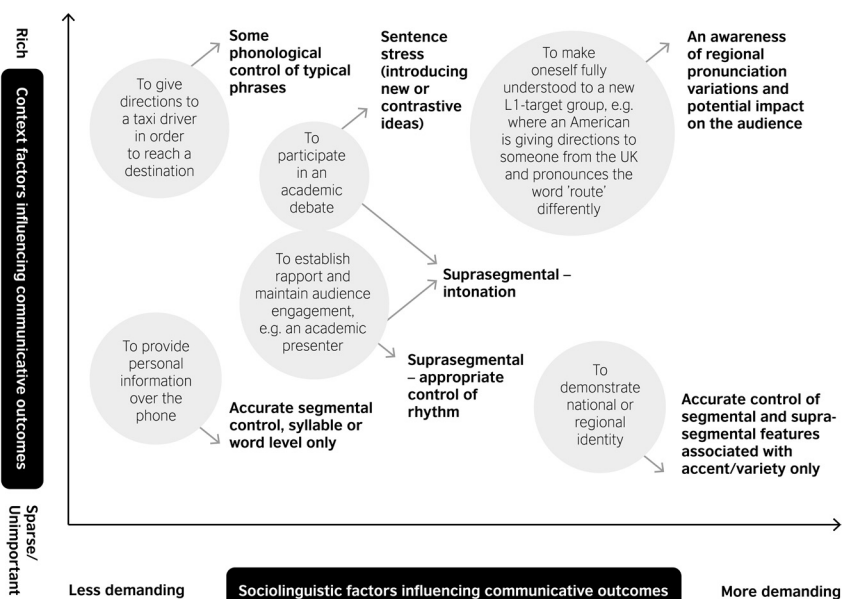 Rich
Context factors influencing communicative outcomes
Sparse/
Unimportant
To give
directions to
a taxi driver
in order
to reach a
destination
Some
phonological
control of typical
phrases
To
participate
in an
academic
debate
Sentence
stress
(introducing
new or
contrastive
ideas)
To make
oneself fully
understood to a new
L1-target group, e.g.
where an American
is giving directions to
someone from the UK
and pronounces the
word ’route’
differently
An awareness
of regional
pronunciation
variations and
potential impact
on the audience
To establish
rapport and
maintain audience
engagement,
e.g. an academic
presenter
Suprasegmental –
intonation
Suprasegmental
– appropriate
control of
rhythm
To provide
personal
information
over the
phone
Accurate segmental
control, syllable or
word level only
To
demonstrate
national or
regional
identity
Accurate control of
segmental and supra-
segmental features
associated with
accent/variety only
Less demanding
Sociolinguistic factors influencing communicative outcomes
More demanding